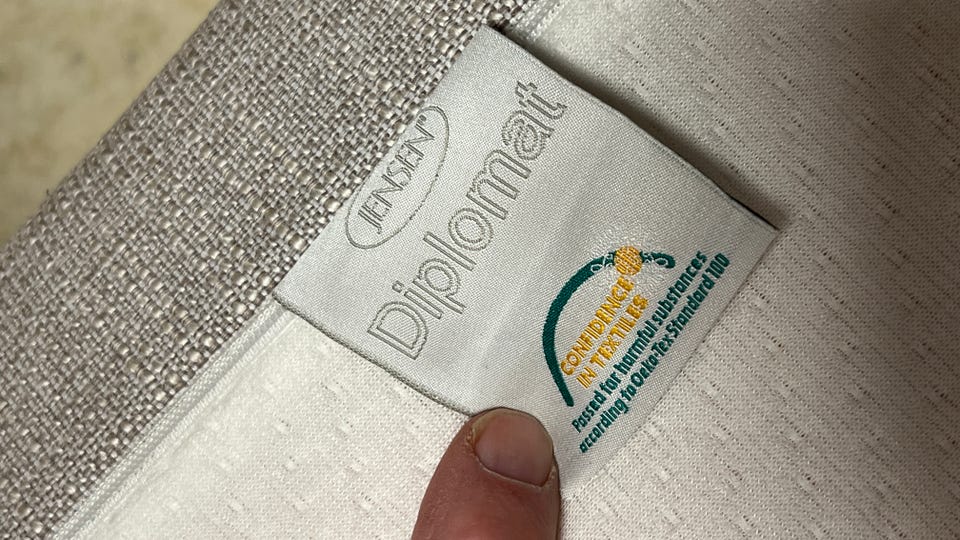 JENSEN®
Diplomat
CONFIDENCE
IN TEXTILES
Passed for harmful substances
according to Oeko-Tex Standard 100